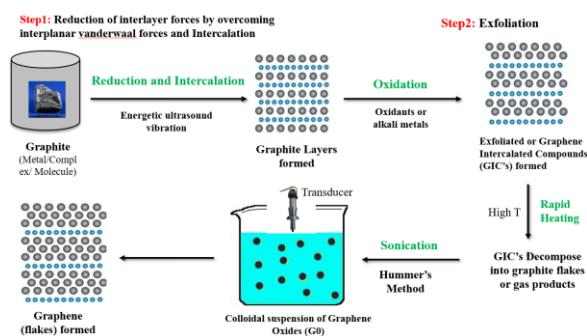 Step1: Reduction of interlayer forces by overcoming
interplanar vanderwaal forces and Intercalation
Step2: Exfoliation
Reduction and Intercalation
Energetic ultrasound
vibration
Oxidation
Oxidants or
alkali metals
Graphite
(Metal/Compl
ex/ Molecule)
Graphite Layers
formed
Exfoliated or Graphene
Intercalated Compounds
(GIC's) formed
High T
Rapid
Heating
GIC's Decompose
into graphite flakes
or gas products
Sonication
Hummer's
Method
Transducer
Colloidal suspension of Graphene
Oxides (G0)
Graphene
(flakes) formed